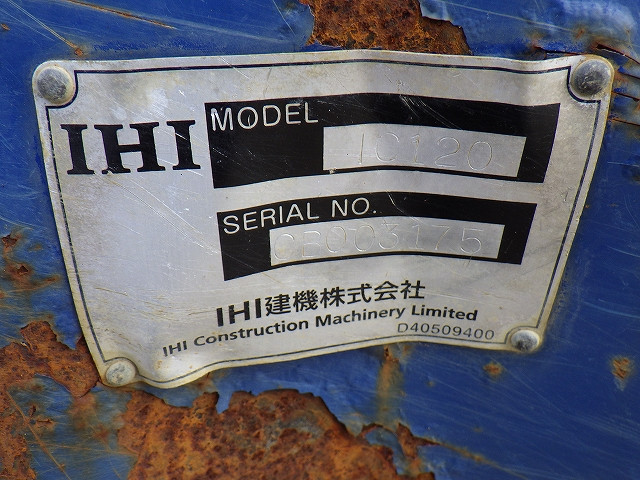 IHI
MODEL
IC120
SERIAL NO.
CB003175
IHI建機株式会社
IHI Construction Machinery Limited
D40509400